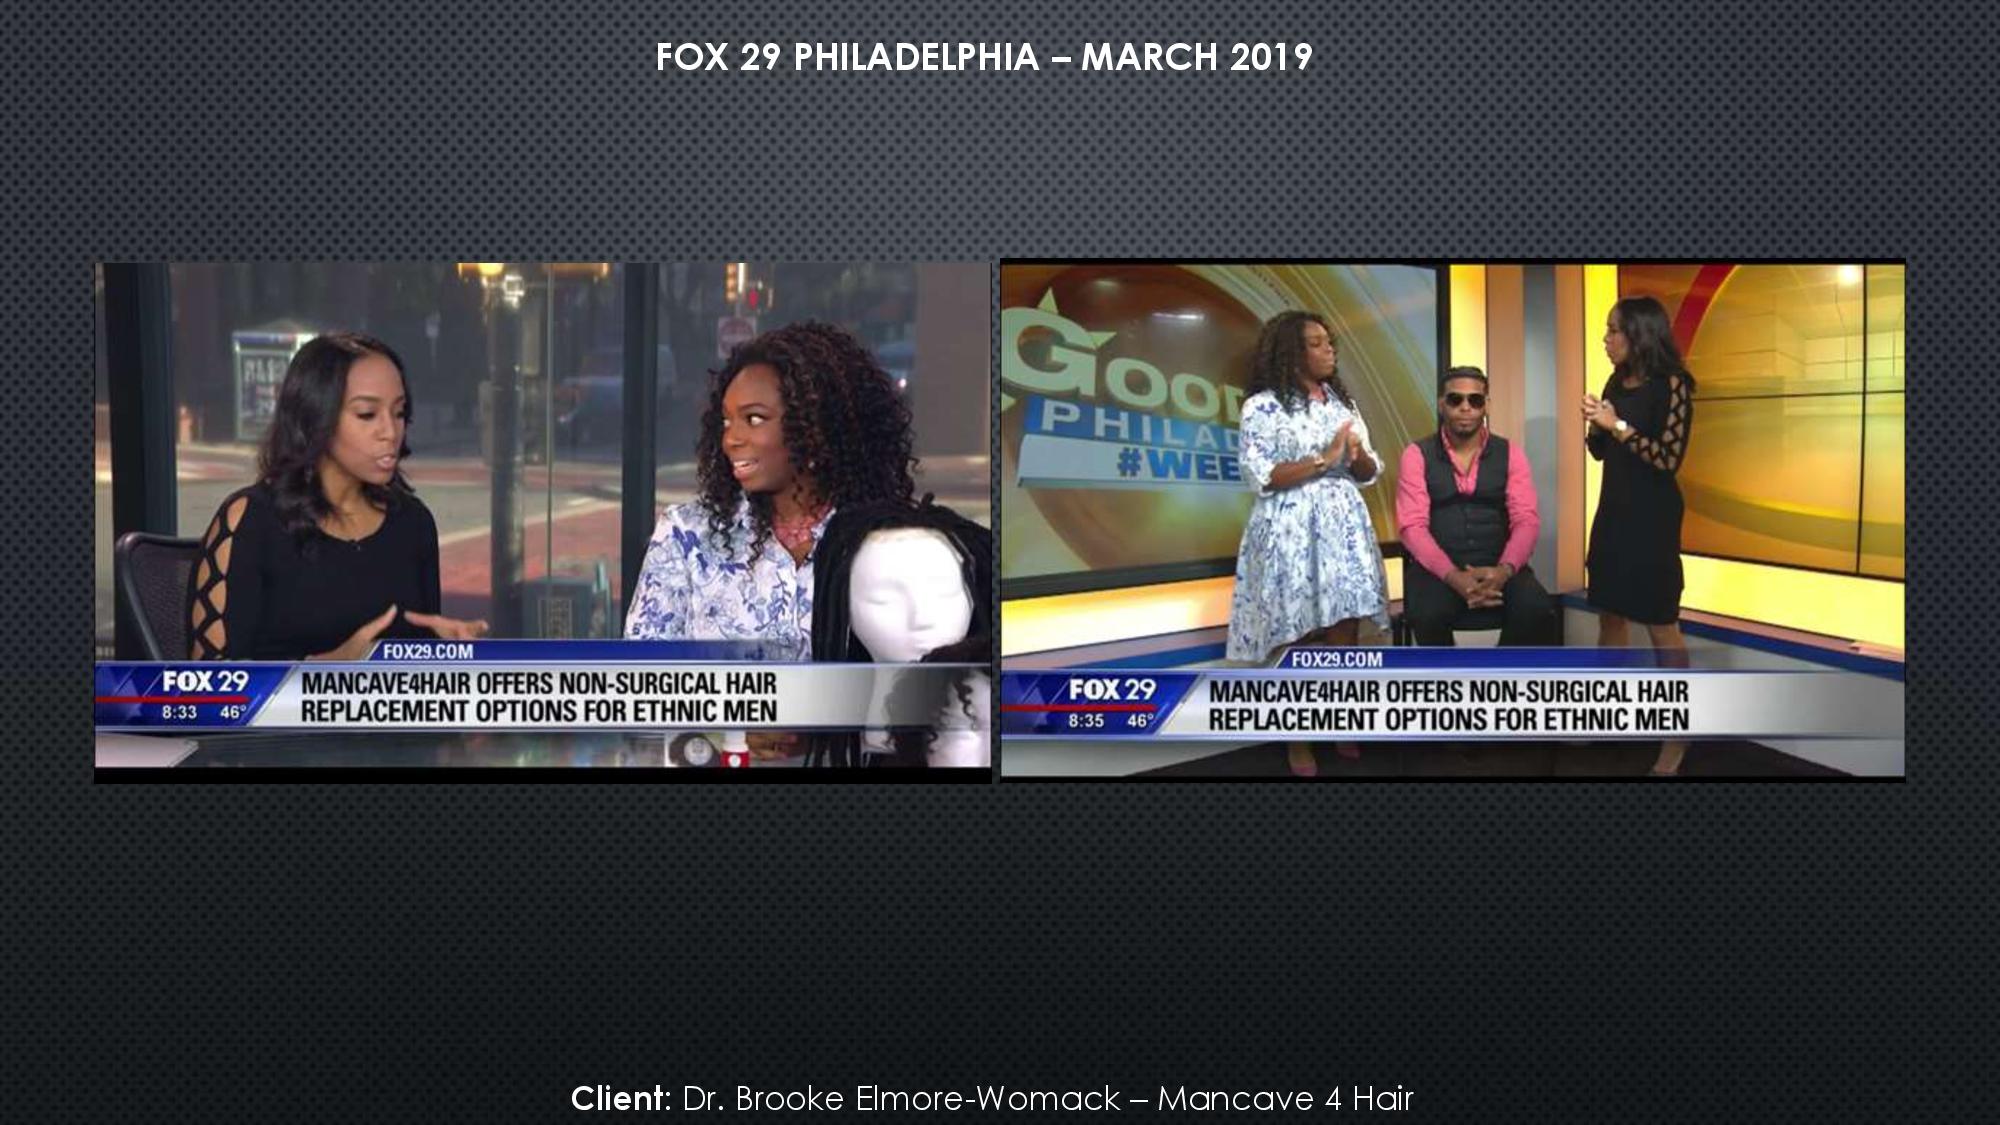 FOX 29 PHILADELPHIA – MARCH 2019
FOX29.COM
FOX 29
8:33 46°
MANCAVE4HAIR OFFERS NON-SURGICAL HAIR
REPLACEMENT OPTIONS FOR ETHNIC MEN
GOOD
PHILAD
#WEE
FOX29.COM
FOX 29
8:35 46°
MANCAVE4HAIR OFFERS NON-SURGICAL HAIR
REPLACEMENT OPTIONS FOR ETHNIC MEN
Client: Dr. Brooke Elmore-Womack – Mancave 4 Hair